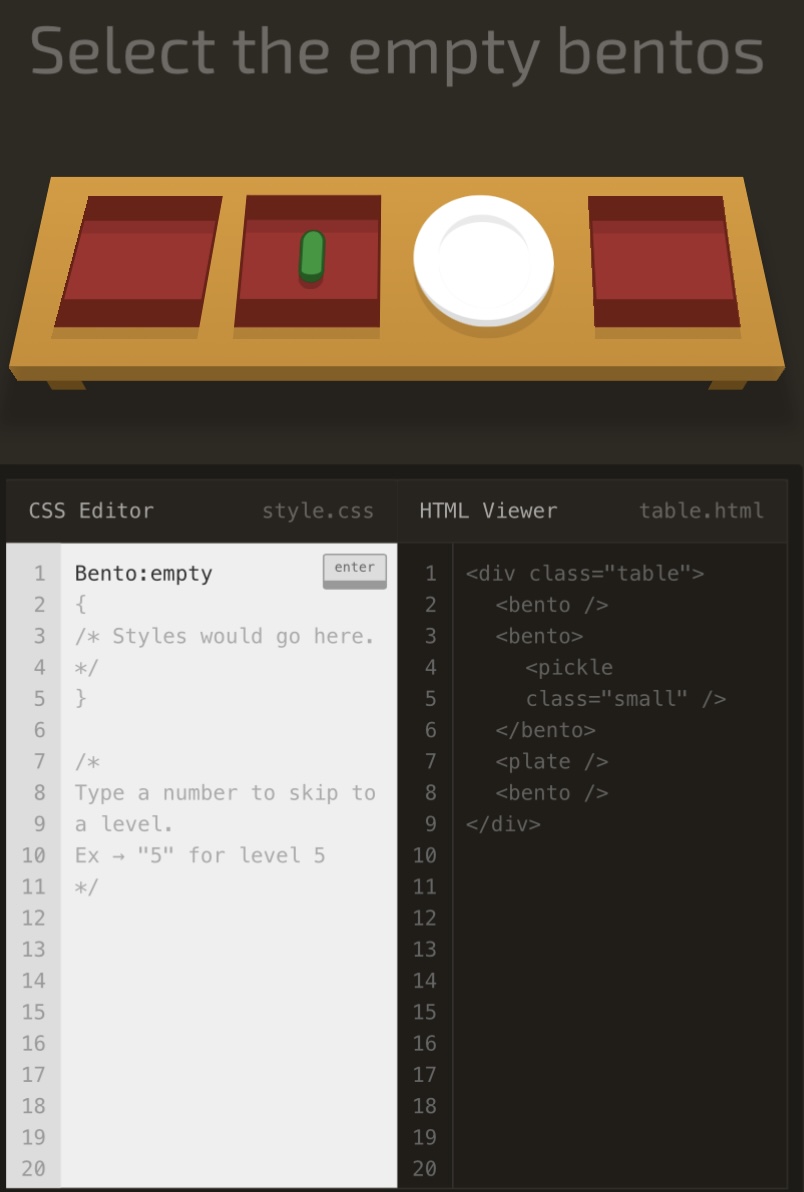 Select the empty bentos
CSS Editor
style.css
1
2
3
4
5
6
7
8
9
10
11
12
13
14
15
16
17
18
19
20
Bento:empty
enter
{
/* Styles would go here.
*/
}
/*
Type a number to skip to
a level.
Ex → "5" for level 5
*/
HTML Viewer
table.html
1
2
3
4
5
6
7
8
9
10
11
12
13
14
15
16
17
18
19
20
<div class="table">
<bento />
<bento>
<pickle
class="small" />
</bento>
<plate />
<bento />
</div>